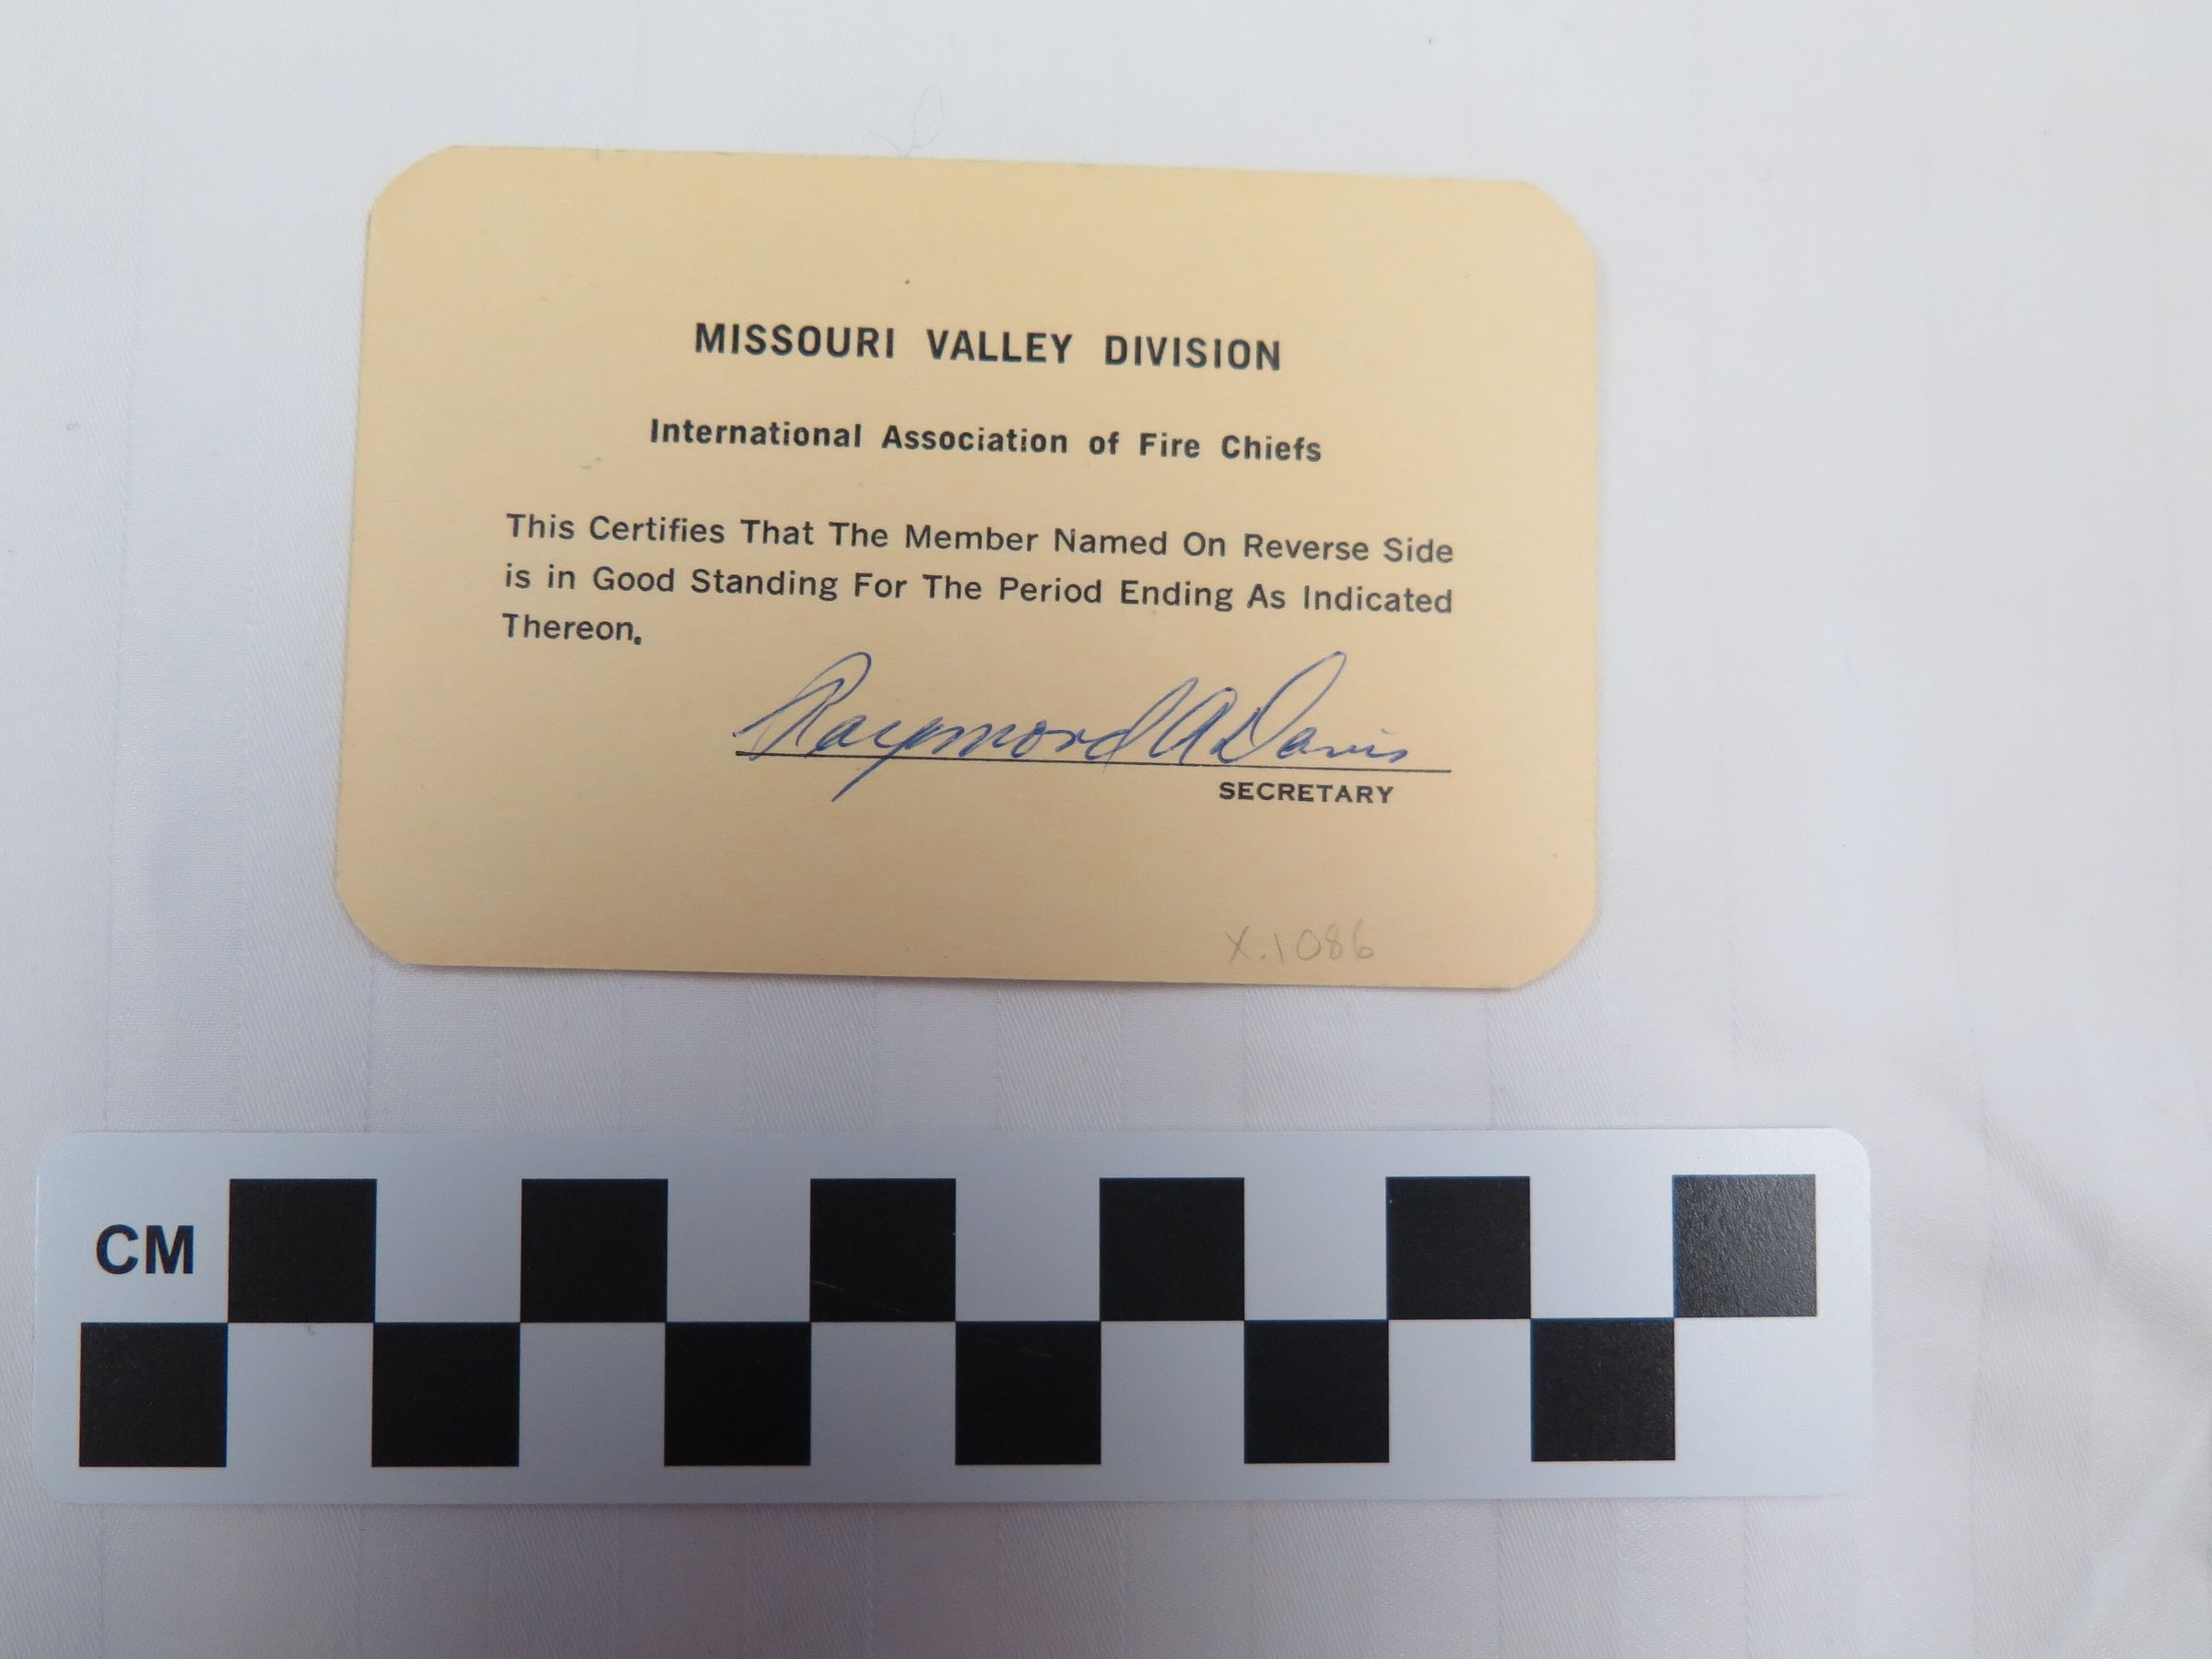 MISSOURI VALLEY DIVISION
International Association of Fire Chiefs
This Certifies That The Member Named On Reverse Side
is in Good Standing For The Period Ending As Indicated
Thereon.
Raymond A Davis
SECRETARY
X.1086
CM